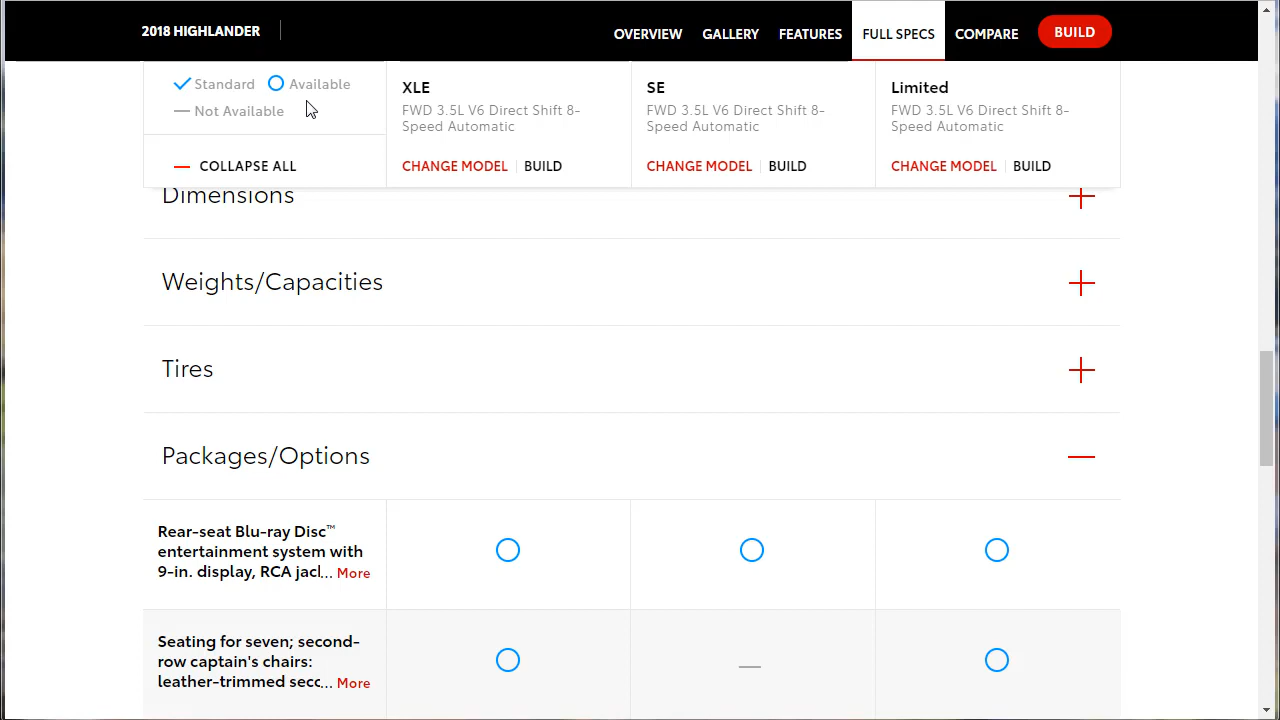 2018 HIGHLANDER
OVERVIEW GALLERY FEATURES FULL SPECS COMPARE BUILD
Standard Available
Not Available
COLLAPSE ALL
XLE
FWD 3.5L V6 Direct Shift 8-
Speed Automatic
CHANGE MODEL BUILD
SE
FWD 3.5L V6 Direct Shift 8-
Speed Automatic
CHANGE MODEL BUILD
Limited
FWD 3.5L V6 Direct Shift 8-
Speed Automatic
CHANGE MODEL BUILD
Dimensions
Weights/Capacities
Tires
Packages/Options
Rear-seat Blu-ray Disc™
entertainment system with
9-in. display, RCA jack... More
Seating for seven; second-
row captain's chairs:
leather-trimmed seco... More